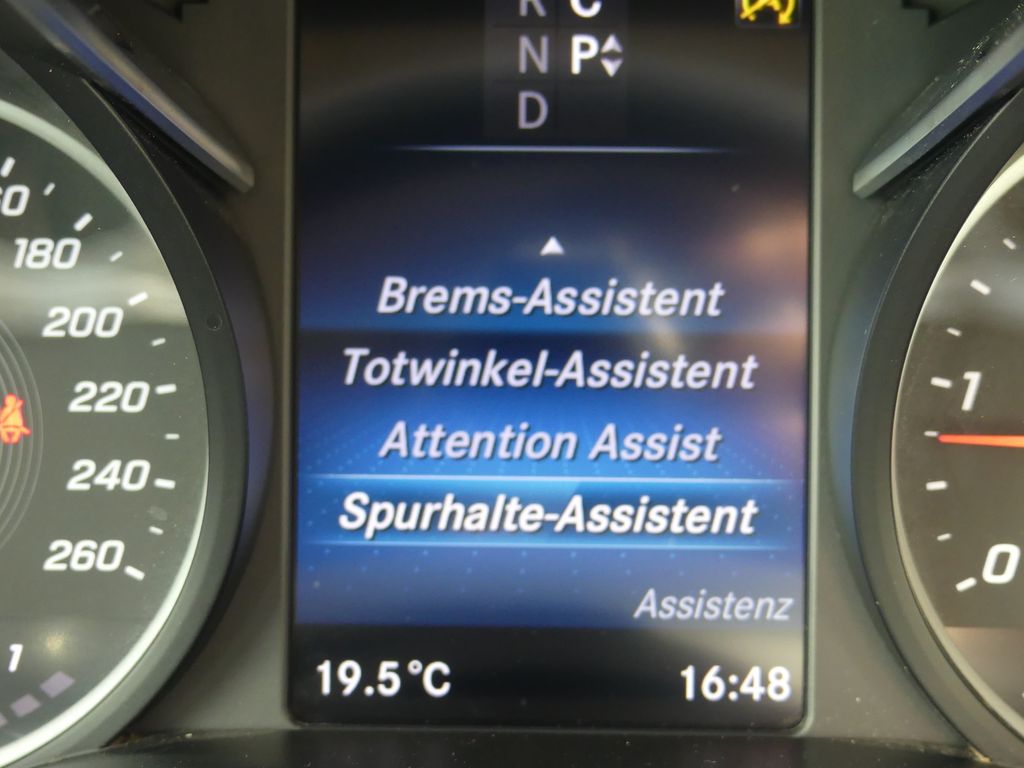 R C
N P
D
Brems-Assistent
Totwinkel-Assistent
Attention Assist
Spurhalte-Assistent
Assistenz
19.5°C 16:48
180
200
220
240
260
1
1
0